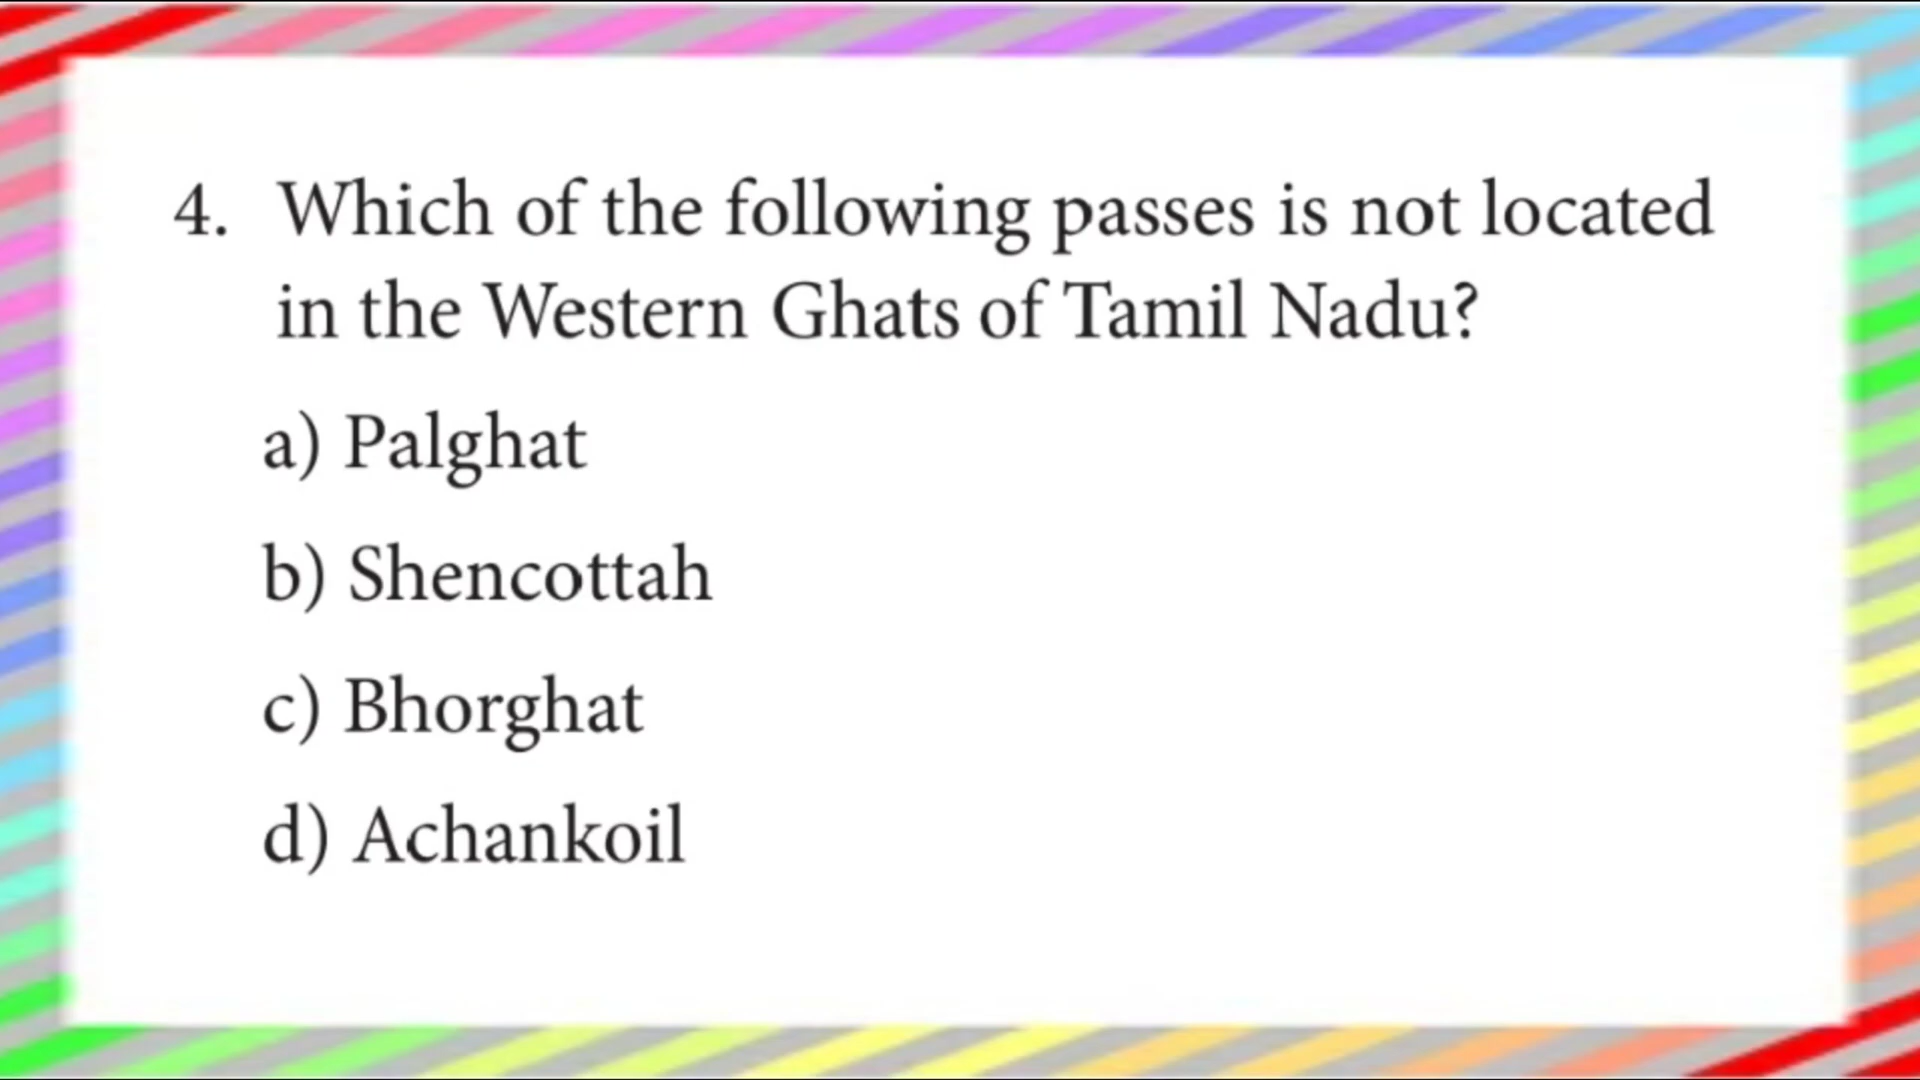 4. Which of the following passes is not located
in the Western Ghats of Tamil Nadu?
a) Palghat
b) Shencottah
c) Bhorghat
d) Achankoil